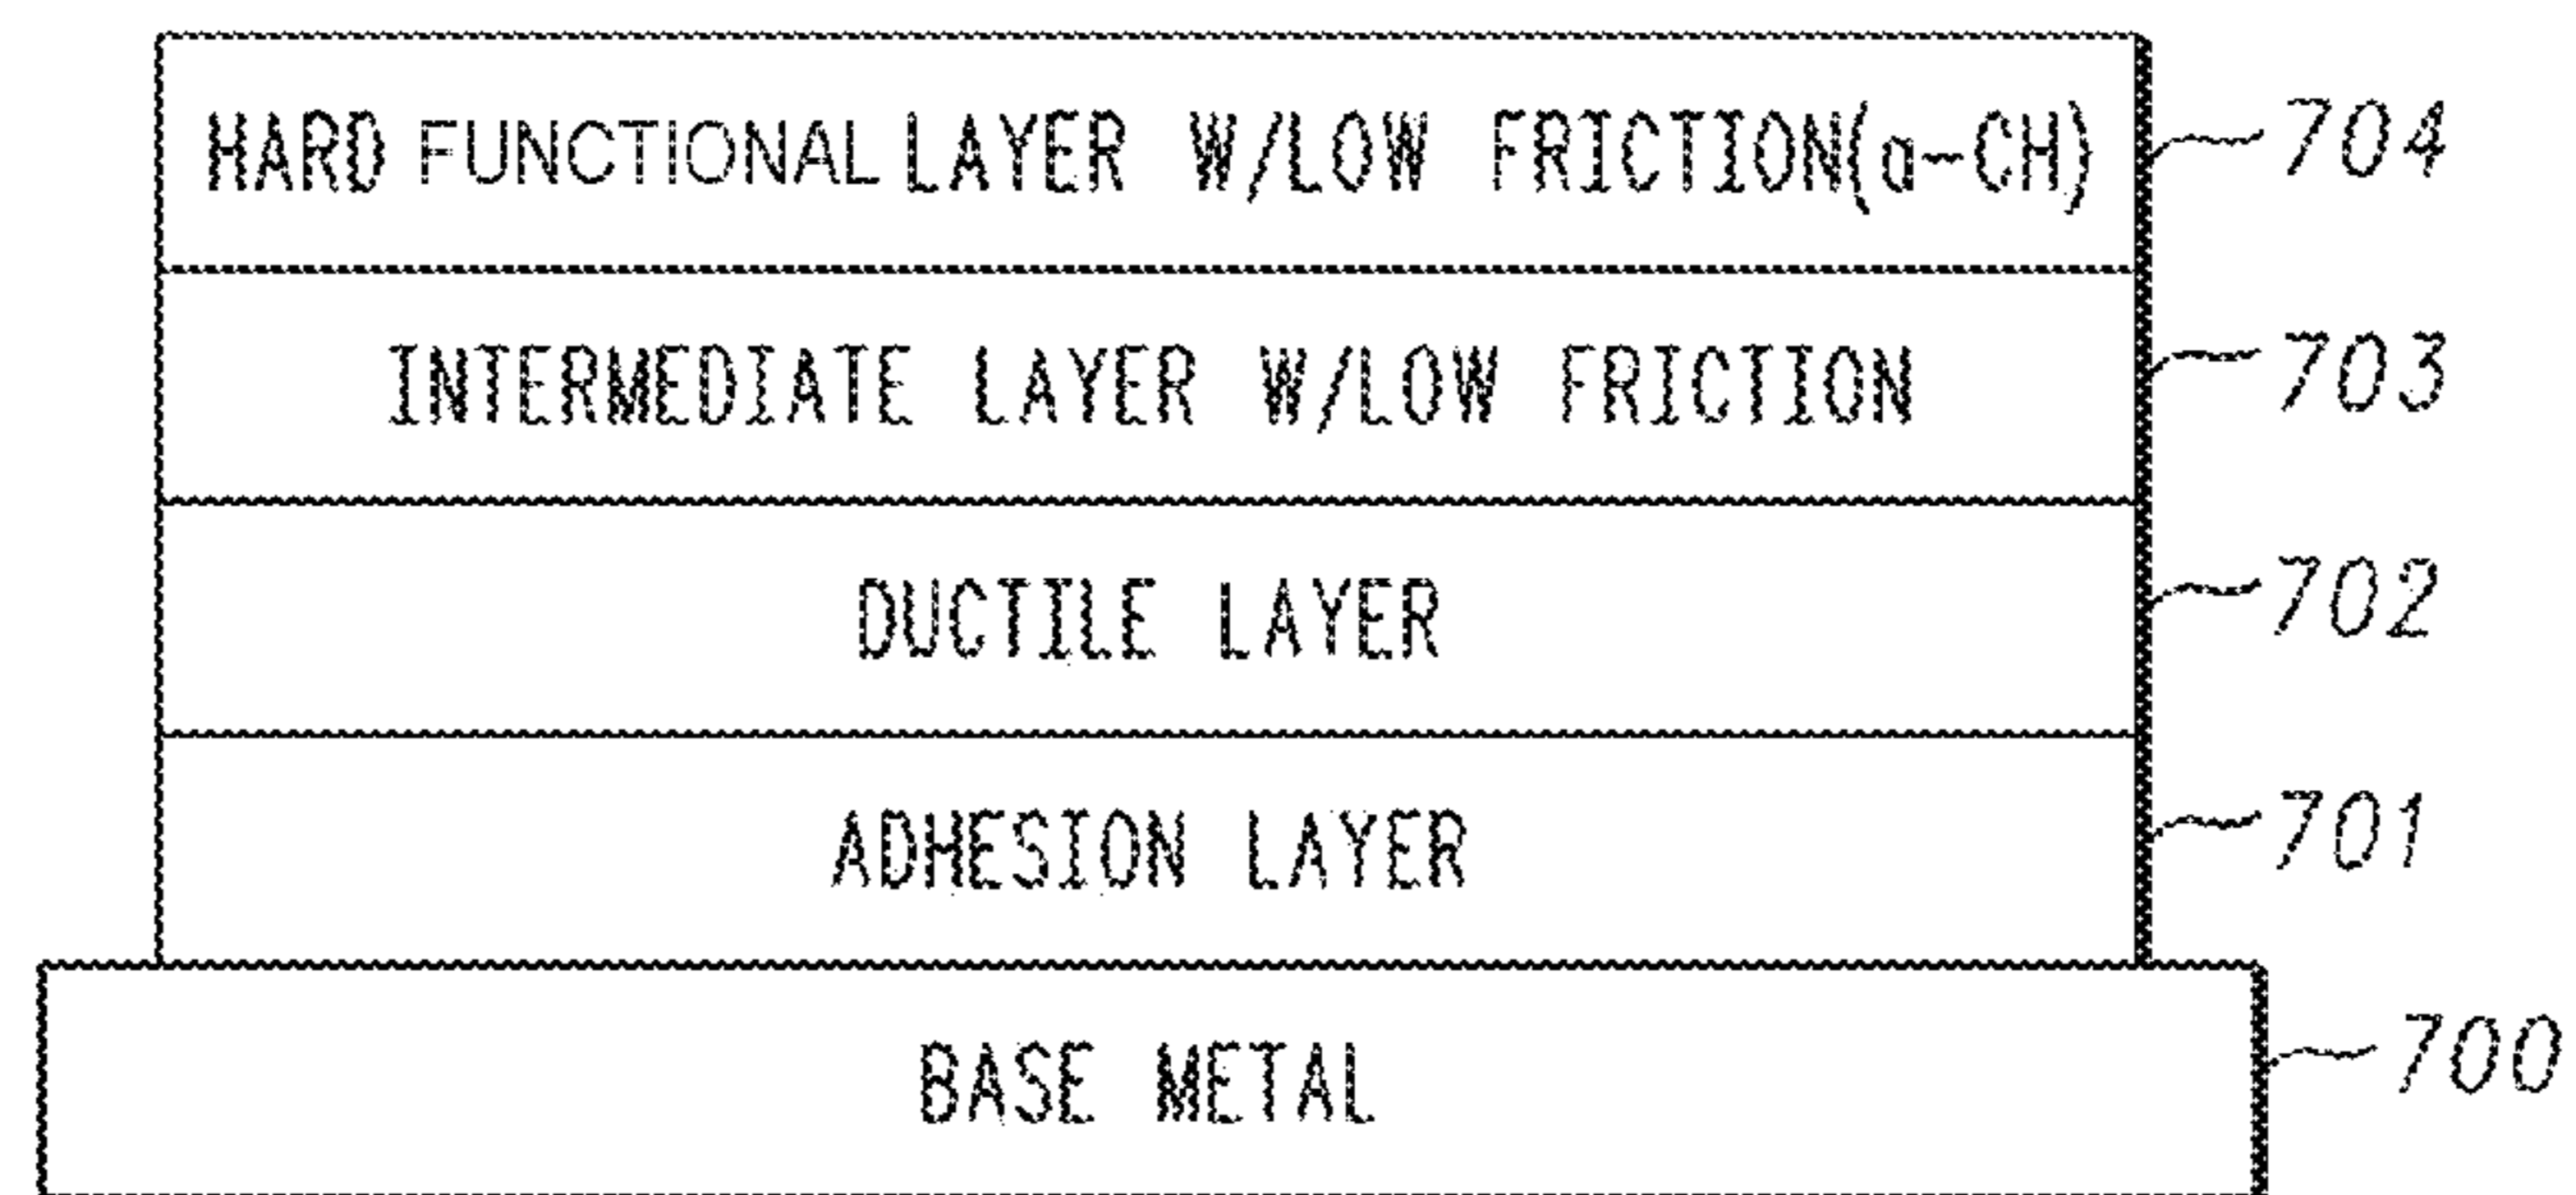 HARD FUNCTIONAL LAYER W/LOW FRICTION(a-CH) 704
INTERMEDIATE LAYER W/LOW FRICTION 703
DUCTILE LAYER 702
ADHESION LAYER 701
BASE METAL 700